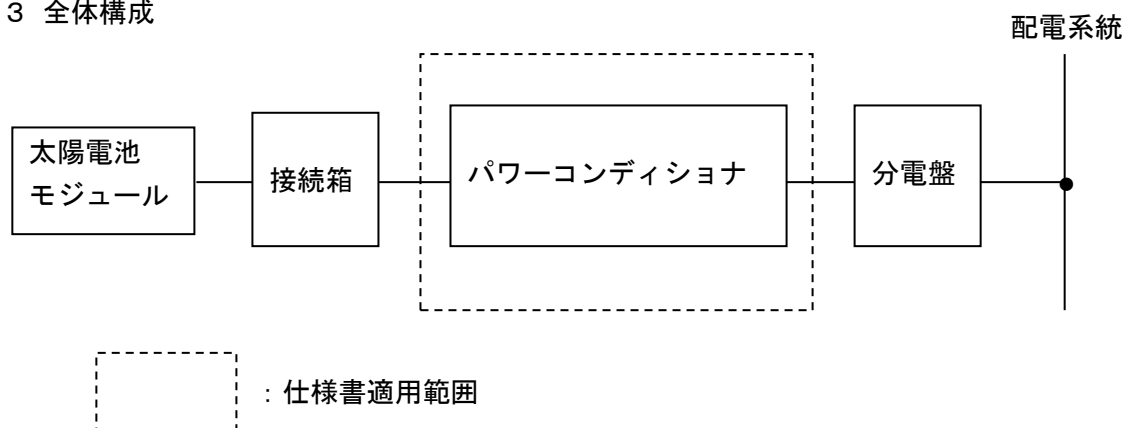 ３ 全体構成
配電系統
太陽電池
モジュール
接続箱
パワーコンディショナ
分電盤
：仕様書適用範囲